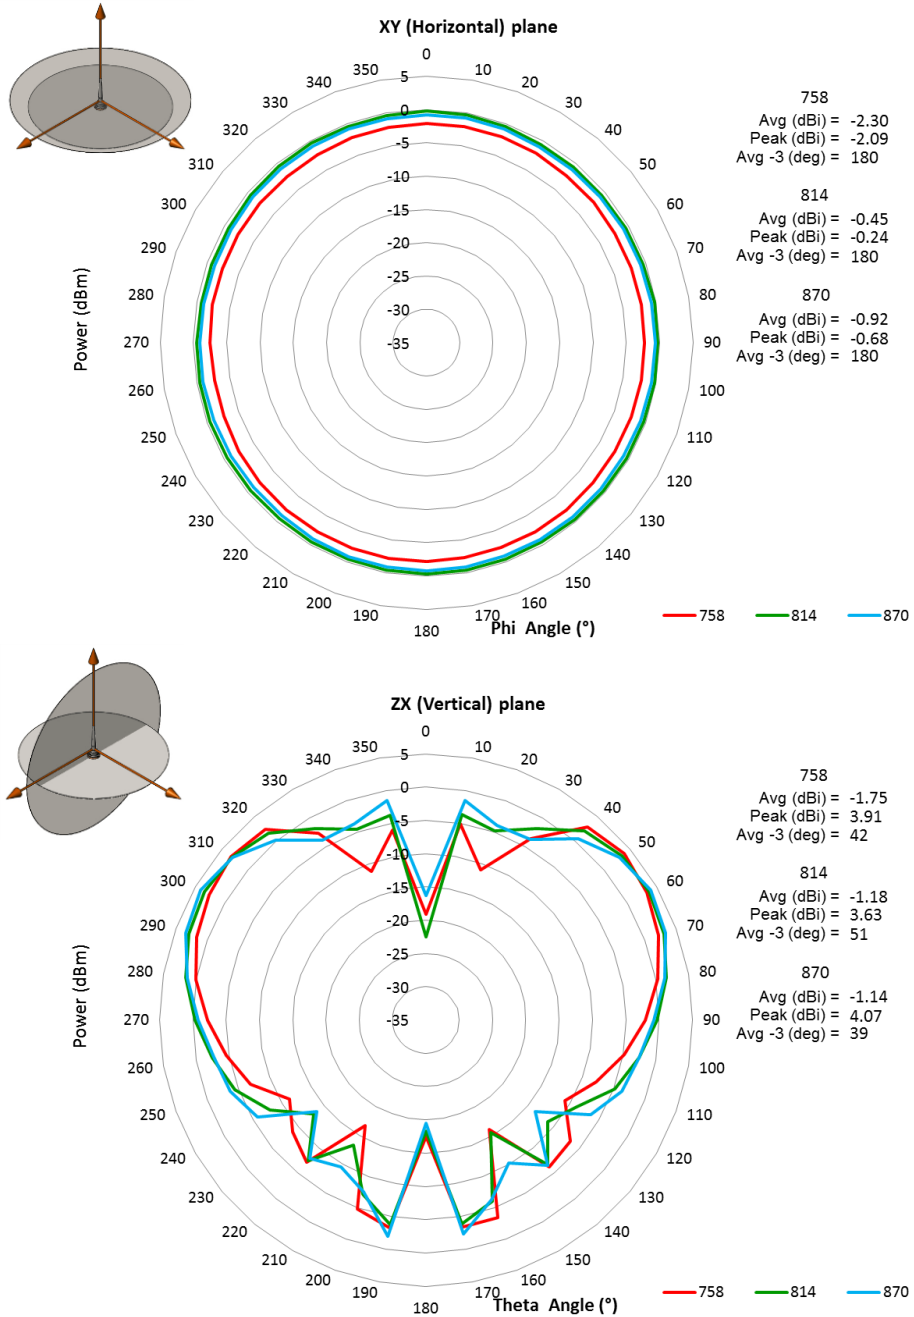 XY (Horizontal) plane
0
350 10
340 20
330 30
320 40
310 50
300 60
290 70
280 80
270 90
260 100
250 110
240 120
230 130
220 140
210 150
200 160
190 170
180
5
0
-5
-10
-15
-20
-25
-30
-35
Power (dBm)
Phi Angle (°)
758
Avg (dBi) = -2.30
Peak (dBi) = -2.09
Avg -3 (deg) = 180
814
Avg (dBi) = -0.45
Peak (dBi) = -0.24
Avg -3 (deg) = 180
870
Avg (dBi) = -0.92
Peak (dBi) = -0.68
Avg -3 (deg) = 180
758 814 870
ZX (Vertical) plane
0
350 10
340 20
330 30
320 40
310 50
300 60
290 70
280 80
270 90
260 100
250 110
240 120
230 130
220 140
210 150
200 160
190 170
180
5
0
-5
-10
-15
-20
-25
-30
-35
Power (dBm)
Theta Angle (°)
758
Avg (dBi) = -1.75
Peak (dBi) = 3.91
Avg -3 (deg) = 42
814
Avg (dBi) = -1.18
Peak (dBi) = 3.63
Avg -3 (deg) = 51
870
Avg (dBi) = -1.14
Peak (dBi) = 4.07
Avg -3 (deg) = 39
758 814 870